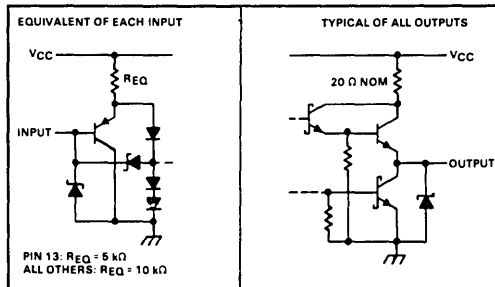 EQUIVALENT OF EACH INPUT
VCC
REQ
INPUT
PIN 13: REQ = 5 kΩ
ALL OTHERS: REQ = 10 kΩ
TYPICAL OF ALL OUTPUTS
VCC
20 Ω NOM
OUTPUT